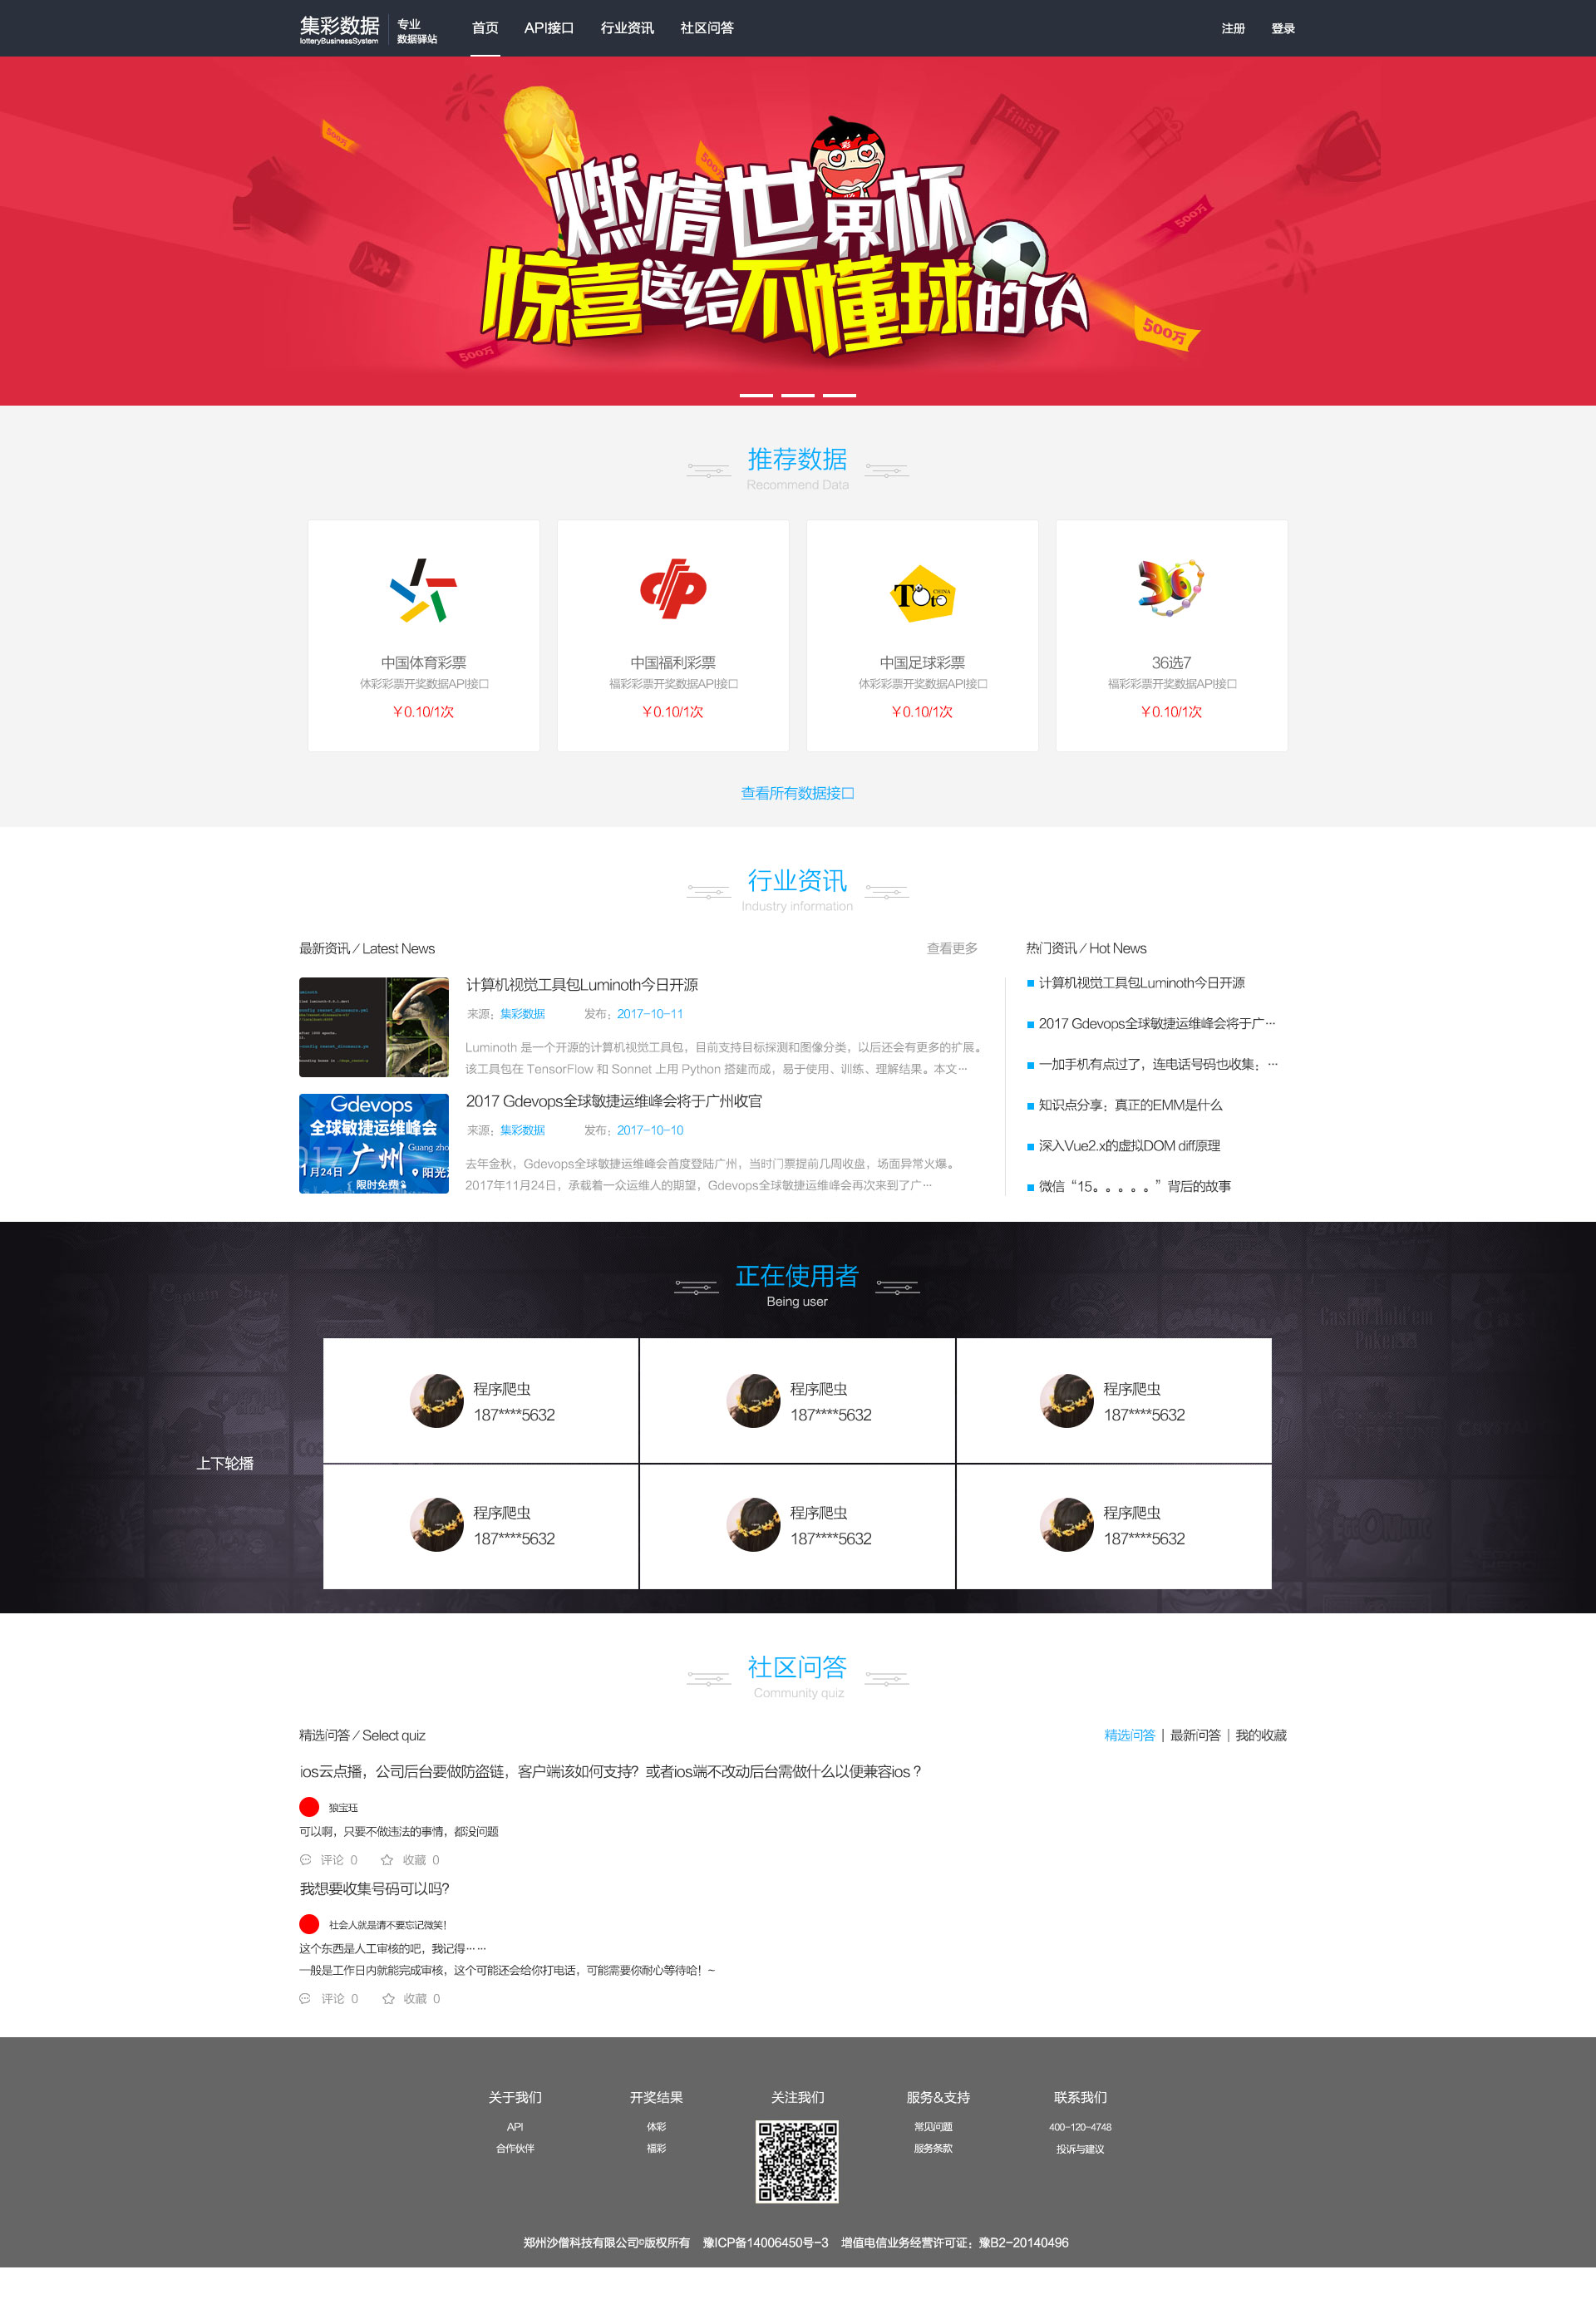 集彩数据
lotteryBusinessSystem
专业
数据驿站
首页
API接口
行业资讯
社区问答
注册
登录
finish
500万
500万
500万
燃情世界杯
彩
惊喜送给不懂球的TA
500万
500万
推荐数据
Recommend Data
中国体育彩票
体彩彩票开奖数据API接口
￥0.10/1次
中国福利彩票
福彩彩票开奖数据API接口
￥0.10/1次
CHINA
Toto
中国足球彩票
体彩彩票开奖数据API接口
￥0.10/1次
36
36选7
福彩彩票开奖数据API接口
￥0.10/1次
查看所有数据接口
行业资讯
Industry information
最新资讯 / Latest News
查看更多
计算机视觉工具包Luminoth今日开源
来源：集彩数据
发布：2017-10-11
Luminoth 是一个开源的计算机视觉工具包，目前支持目标探测和图像分类，以后还会有更多的扩展。
该工具包在 TensorFlow 和 Sonnet 上用 Python 搭建而成，易于使用、训练、理解结果。本文…
Gdevops
全球敏捷运维峰会
2017
广州
Guang zho
1月24日
阳光
限时免费
2017 Gdevops全球敏捷运维峰会将于广州收官
来源：集彩数据
发布：2017-10-10
去年金秋，Gdevops全球敏捷运维峰会首度登陆广州，当时门票提前几周收盘，场面异常火爆。
2017年11月24日，承载着一众运维人的期望，Gdevops全球敏捷运维峰会再次来到了广…
热门资讯 / Hot News
计算机视觉工具包Luminoth今日开源
2017 Gdevops全球敏捷运维峰会将于广…
一加手机有点过了，连电话号码也收集：…
知识点分享：真正的EMM是什么
深入Vue2.x的虚拟DOM diff原理
微信“15。。。。。”背后的故事
正在使用者
Being user
Captain Shark
Casino Hold'em
Poker
上下轮播
程序爬虫
187****5632
程序爬虫
187****5632
程序爬虫
187****5632
程序爬虫
187****5632
程序爬虫
187****5632
程序爬虫
187****5632
社区问答
Community quiz
精选问答 / Select quiz
精选问答 | 最新问答 | 我的收藏
ios云点播，公司后台要做防盗链，客户端该如何支持？或者ios端不改动后台需做什么以便兼容ios？
狼宝珏
可以啊，只要不做违法的事情，都没问题
评论 0
收藏 0
我想要收集号码可以吗?
社会人就是请不要忘记微笑！
这个东西是人工审核的吧，我记得……
一般是工作日内就能完成审核，这个可能还会给你打电话，可能需要你耐心等待哈！~
评论 0
收藏 0
关于我们
API
合作伙伴
开奖结果
体彩
福彩
关注我们
服务&支持
常见问题
服务条款
联系我们
400-120-4748
投诉与建议
郑州沙僧科技有限公司©版权所有 豫ICP备14006450号-3 增值电信业务经营许可证：豫B2-20140496